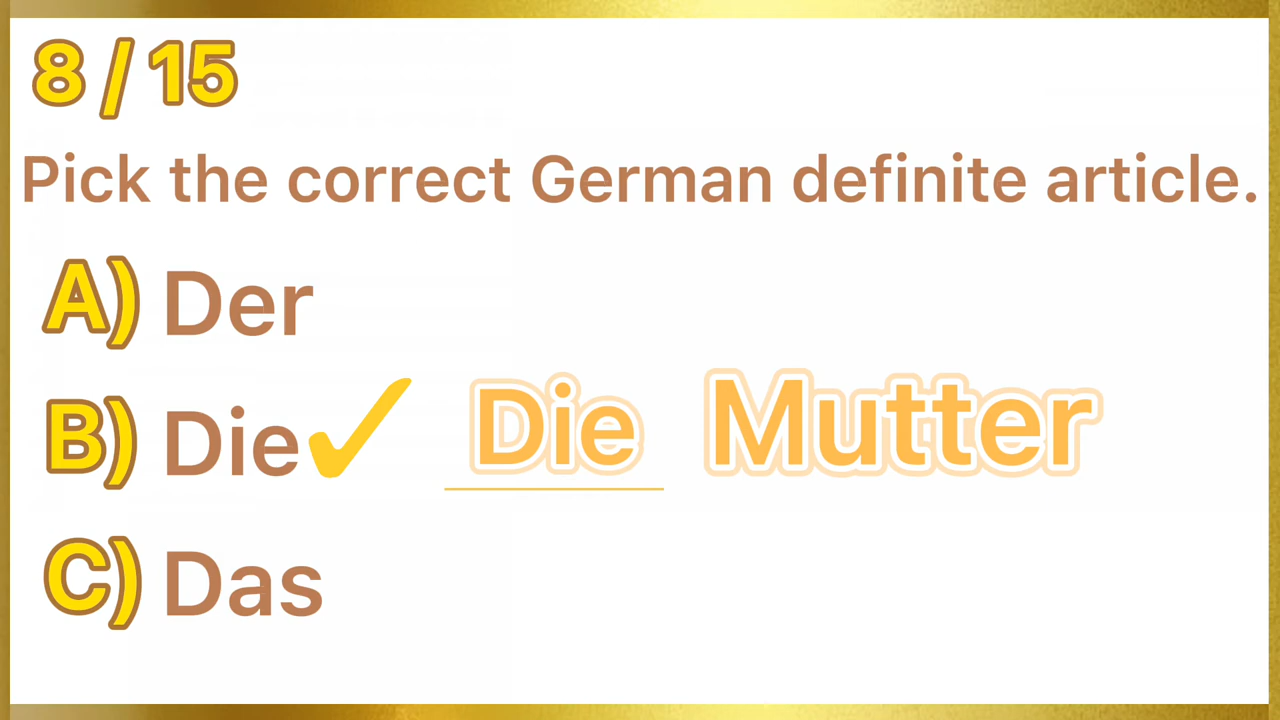 8 / 15
Pick the correct German definite article.
A) Der
B) Die ✓ Die Mutter
C) Das